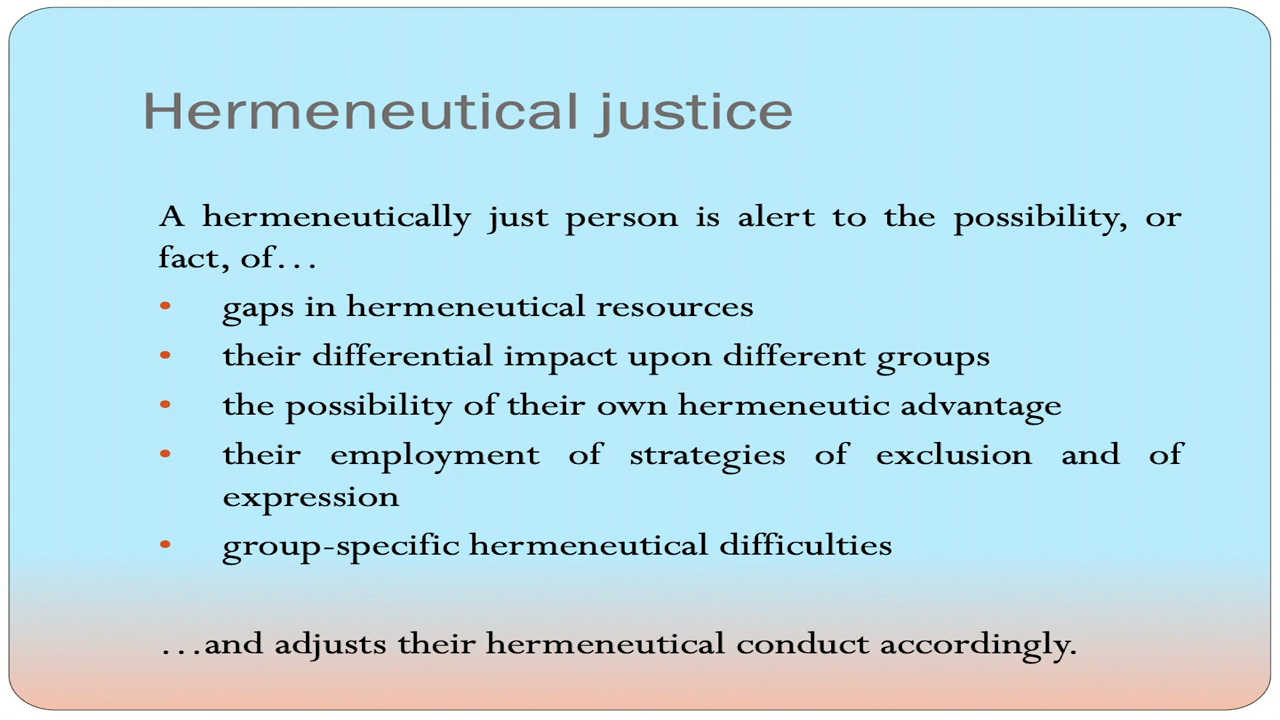 Hermeneutical justice
A hermeneutically just person is alert to the possibility, or
fact, of…
• gaps in hermeneutical resources
• their differential impact upon different groups
• the possibility of their own hermeneutic advantage
• their employment of strategies of exclusion and of
expression
• group-specific hermeneutical difficulties
…and adjusts their hermeneutical conduct accordingly.